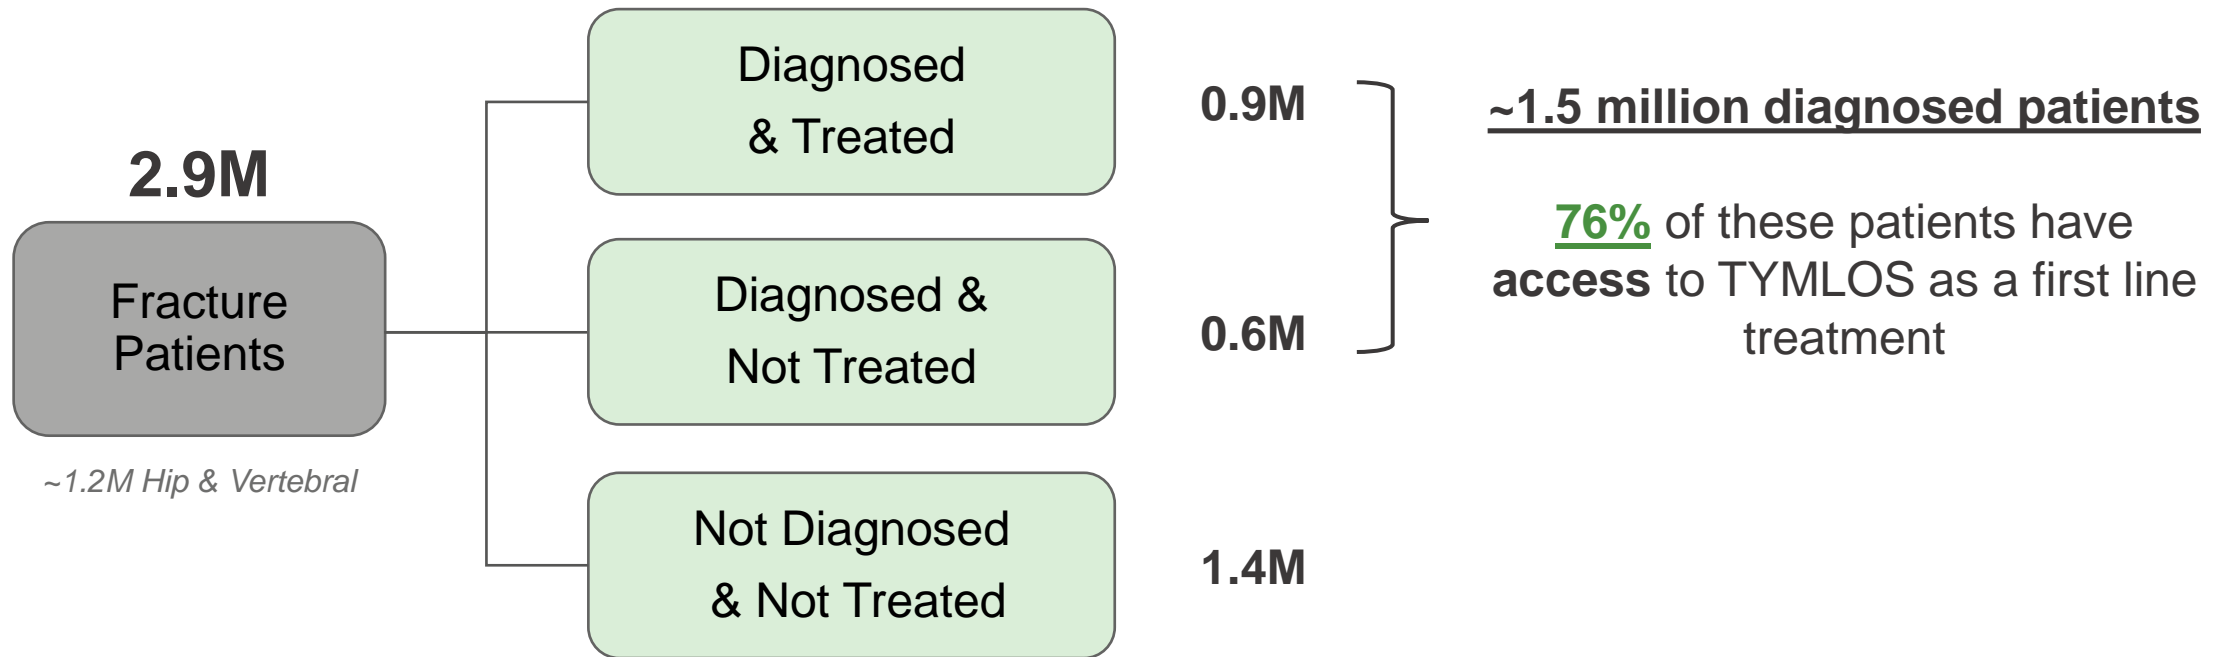 2.9M
Fracture
Patients
~1.2M Hip & Vertebral
Diagnosed
& Treated
0.9M
Diagnosed &
Not Treated
0.6M
Not Diagnosed
& Not Treated
1.4M
~1.5 million diagnosed patients
76% of these patients have
access to TYMLOS as a first line
treatment